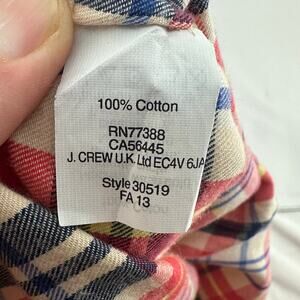 100% Cotton
RN77388
CA56445
J. CREW U.K. Ltd EC4V 6JA
Style 30519
FA 13